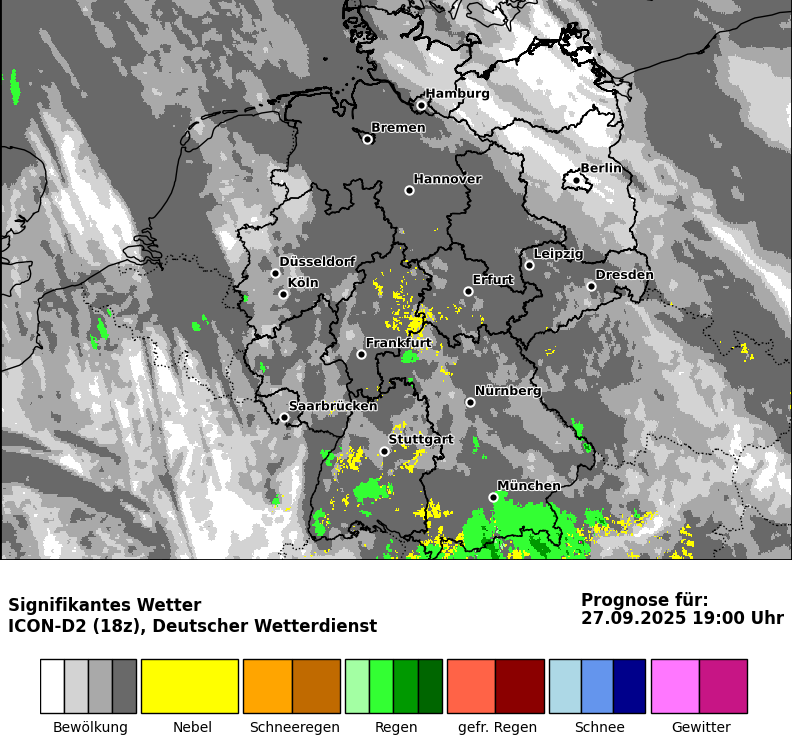 Hamburg
Bremen
Berlin
Hannover
Leipzig
Düsseldorf
Dresden
Köln
Erfurt
Frankfurt
Nürnberg
Saarbrücken
Stuttgart
München
Signifikantes Wetter
ICON-D2 (18z), Deutscher Wetterdienst
Prognose für:
27.09.2025 19:00 Uhr
Bewölkung Nebel Schneeregen Regen gefr. Regen Schnee Gewitter